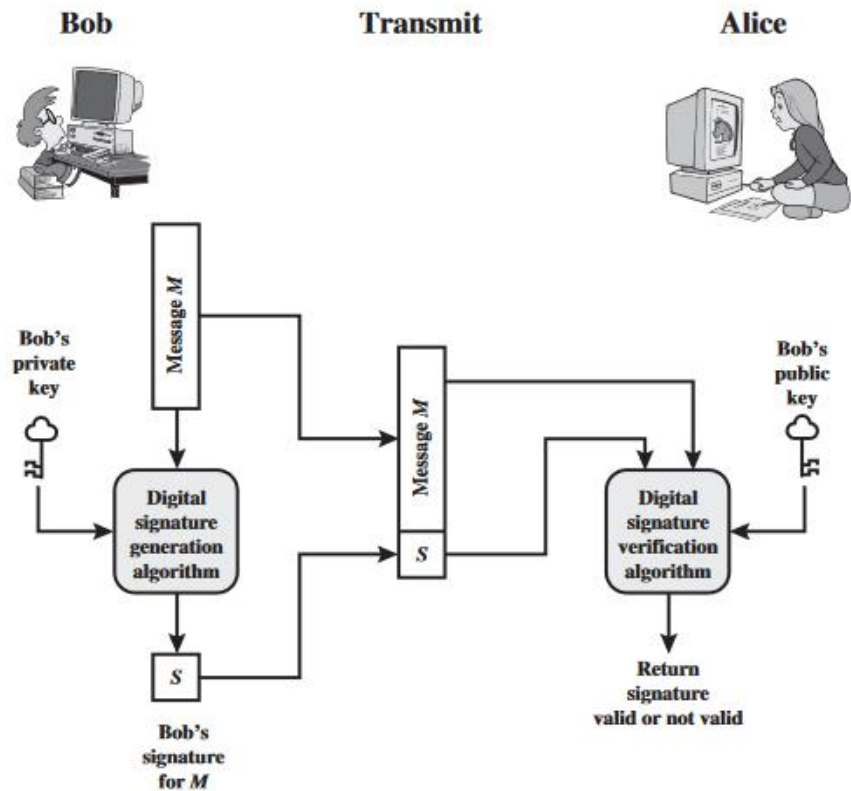 Bob
Transmit
Alice
Message M
Bob's
private
key
Message M
Bob's
public
key
Digital
signature
generation
algorithm
S
Digital
signature
verification
algorithm
S
Bob's
signature
for M
Return
signature
valid or not valid